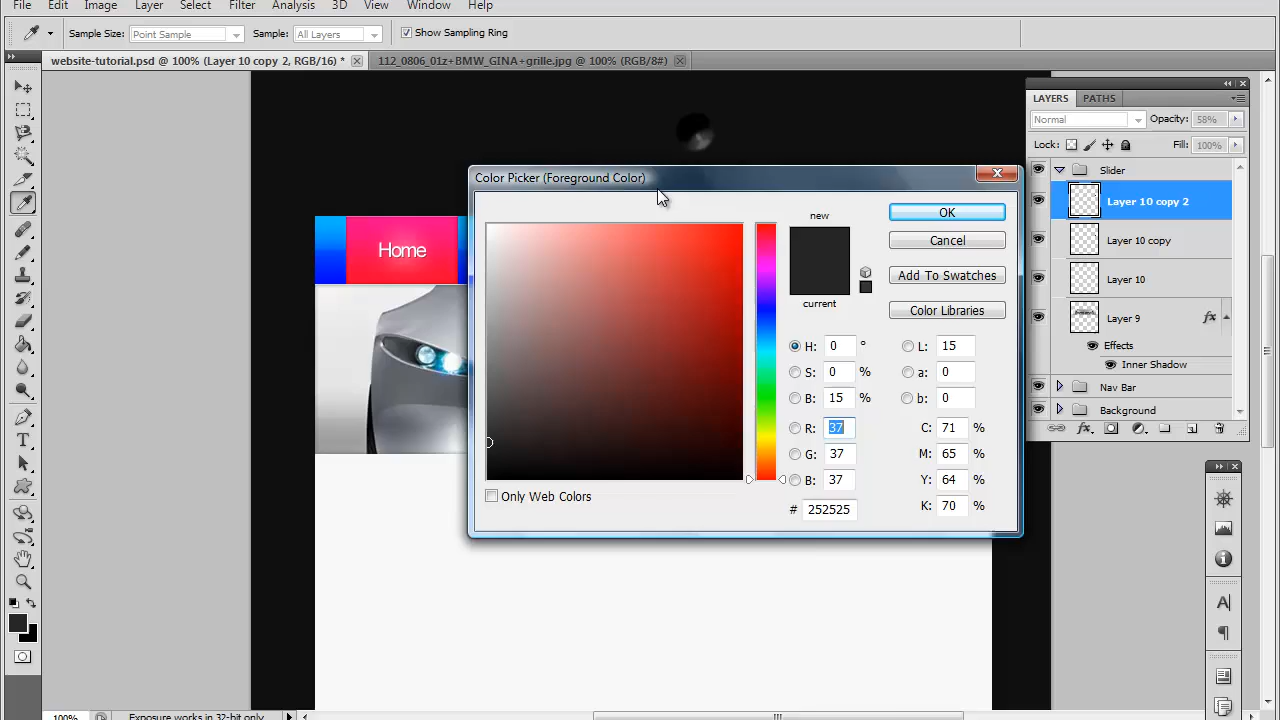 File Edit Image Layer Select Filter Analysis 3D View Window Help
Sample Size: Point Sample Sample: All Layers Show Sampling Ring
website-tutorial.psd @ 100% (Layer 10 copy 2, RGB/16) * 112_0806_01z+BMW_GINA+grille.jpg @ 100% (RGB/8#)
LAYERS PATHS
Normal Opacity: 58%
Lock: Fill: 100%
Slider
Layer 10 copy 2
Layer 10 copy
Layer 10
Layer 9 fx
Effects
Inner Shadow
Nav Bar
Background
Home
Color Picker (Foreground Color)
new
current
OK
Cancel
Add To Swatches
Color Libraries
H: 0 ° L: 15
S: 0 % a: 0
B: 15 % b: 0
R: 37 C: 71 %
G: 37 M: 65 %
B: 37 Y: 64 %
# 252525 K: 70 %
Only Web Colors
100% Exposure works in 32-bit only